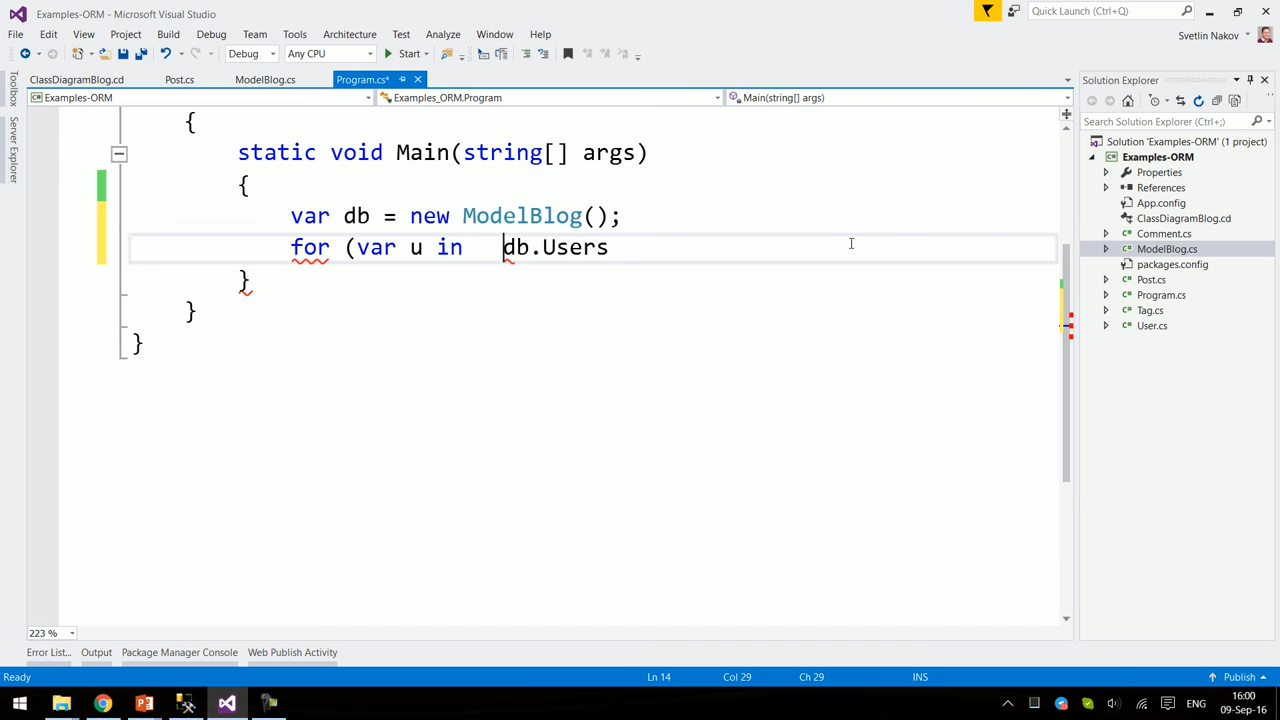 Examples-ORM - Microsoft Visual Studio
Quick Launch (Ctrl+Q)
File Edit View Project Build Debug Team Tools Architecture Test Analyze Window Help
Svetlin Nakov
Debug Any CPU Start
ClassDiagramBlog.cd Post.cs ModelBlog.cs Program.cs*
Solution Explorer
Toolbox
Server Explorer
Examples-ORM Examples_ORM.Program Main(string[] args)
Search Solution Explorer (Ctrl+;)
Solution 'Examples-ORM' (1 project)
Examples-ORM
Properties
References
App.config
ClassDiagramBlog.cd
Comment.cs
ModelBlog.cs
packages.config
Post.cs
Program.cs
Tag.cs
User.cs
{
static void Main(string[] args)
{
var db = new ModelBlog();
for (var u in   db.Users
}
}
}
223 %
Error List... Output Package Manager Console Web Publish Activity
Ready Ln 14 Col 29 Ch 29 INS Publish
ENG 16:00
09-Sep-16